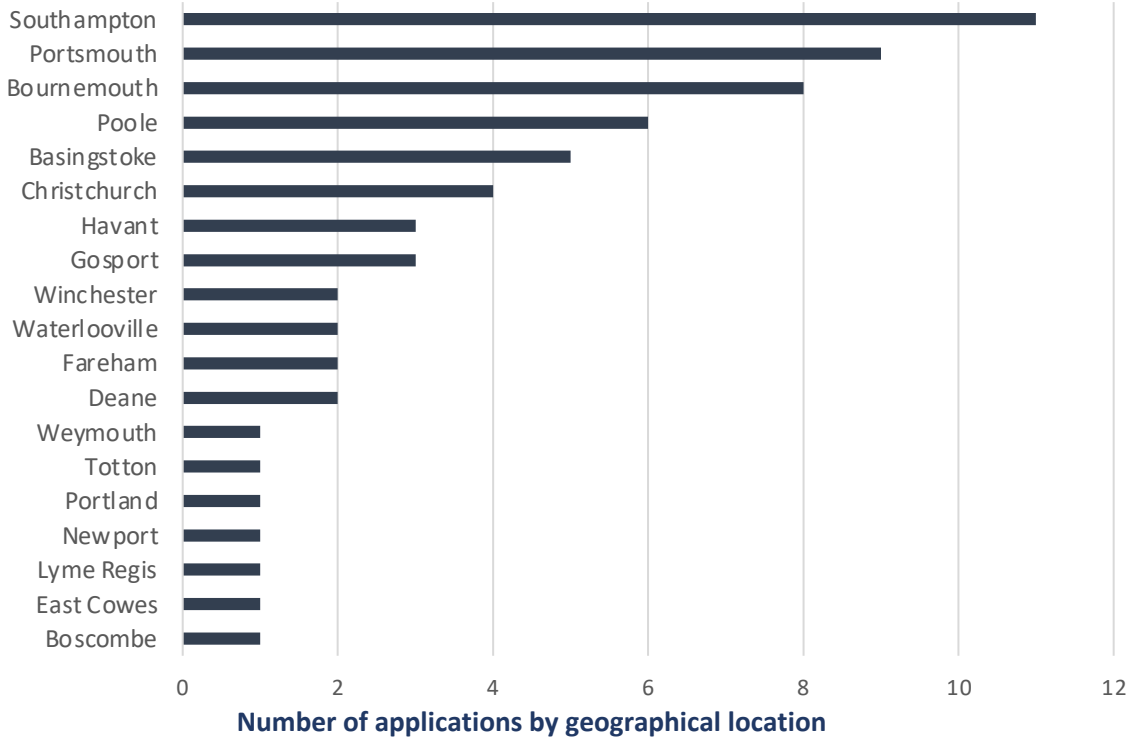 Southampton
Portsmouth
Bournemouth
Poole
Basingstoke
Christchurch
Havant
Gosport
Winchester
Waterlooville
Fareham
Deane
Weymouth
Totton
Portland
Newport
Lyme Regis
East Cowes
Boscombe
0 2 4 6 8 10 12
Number of applications by geographical location